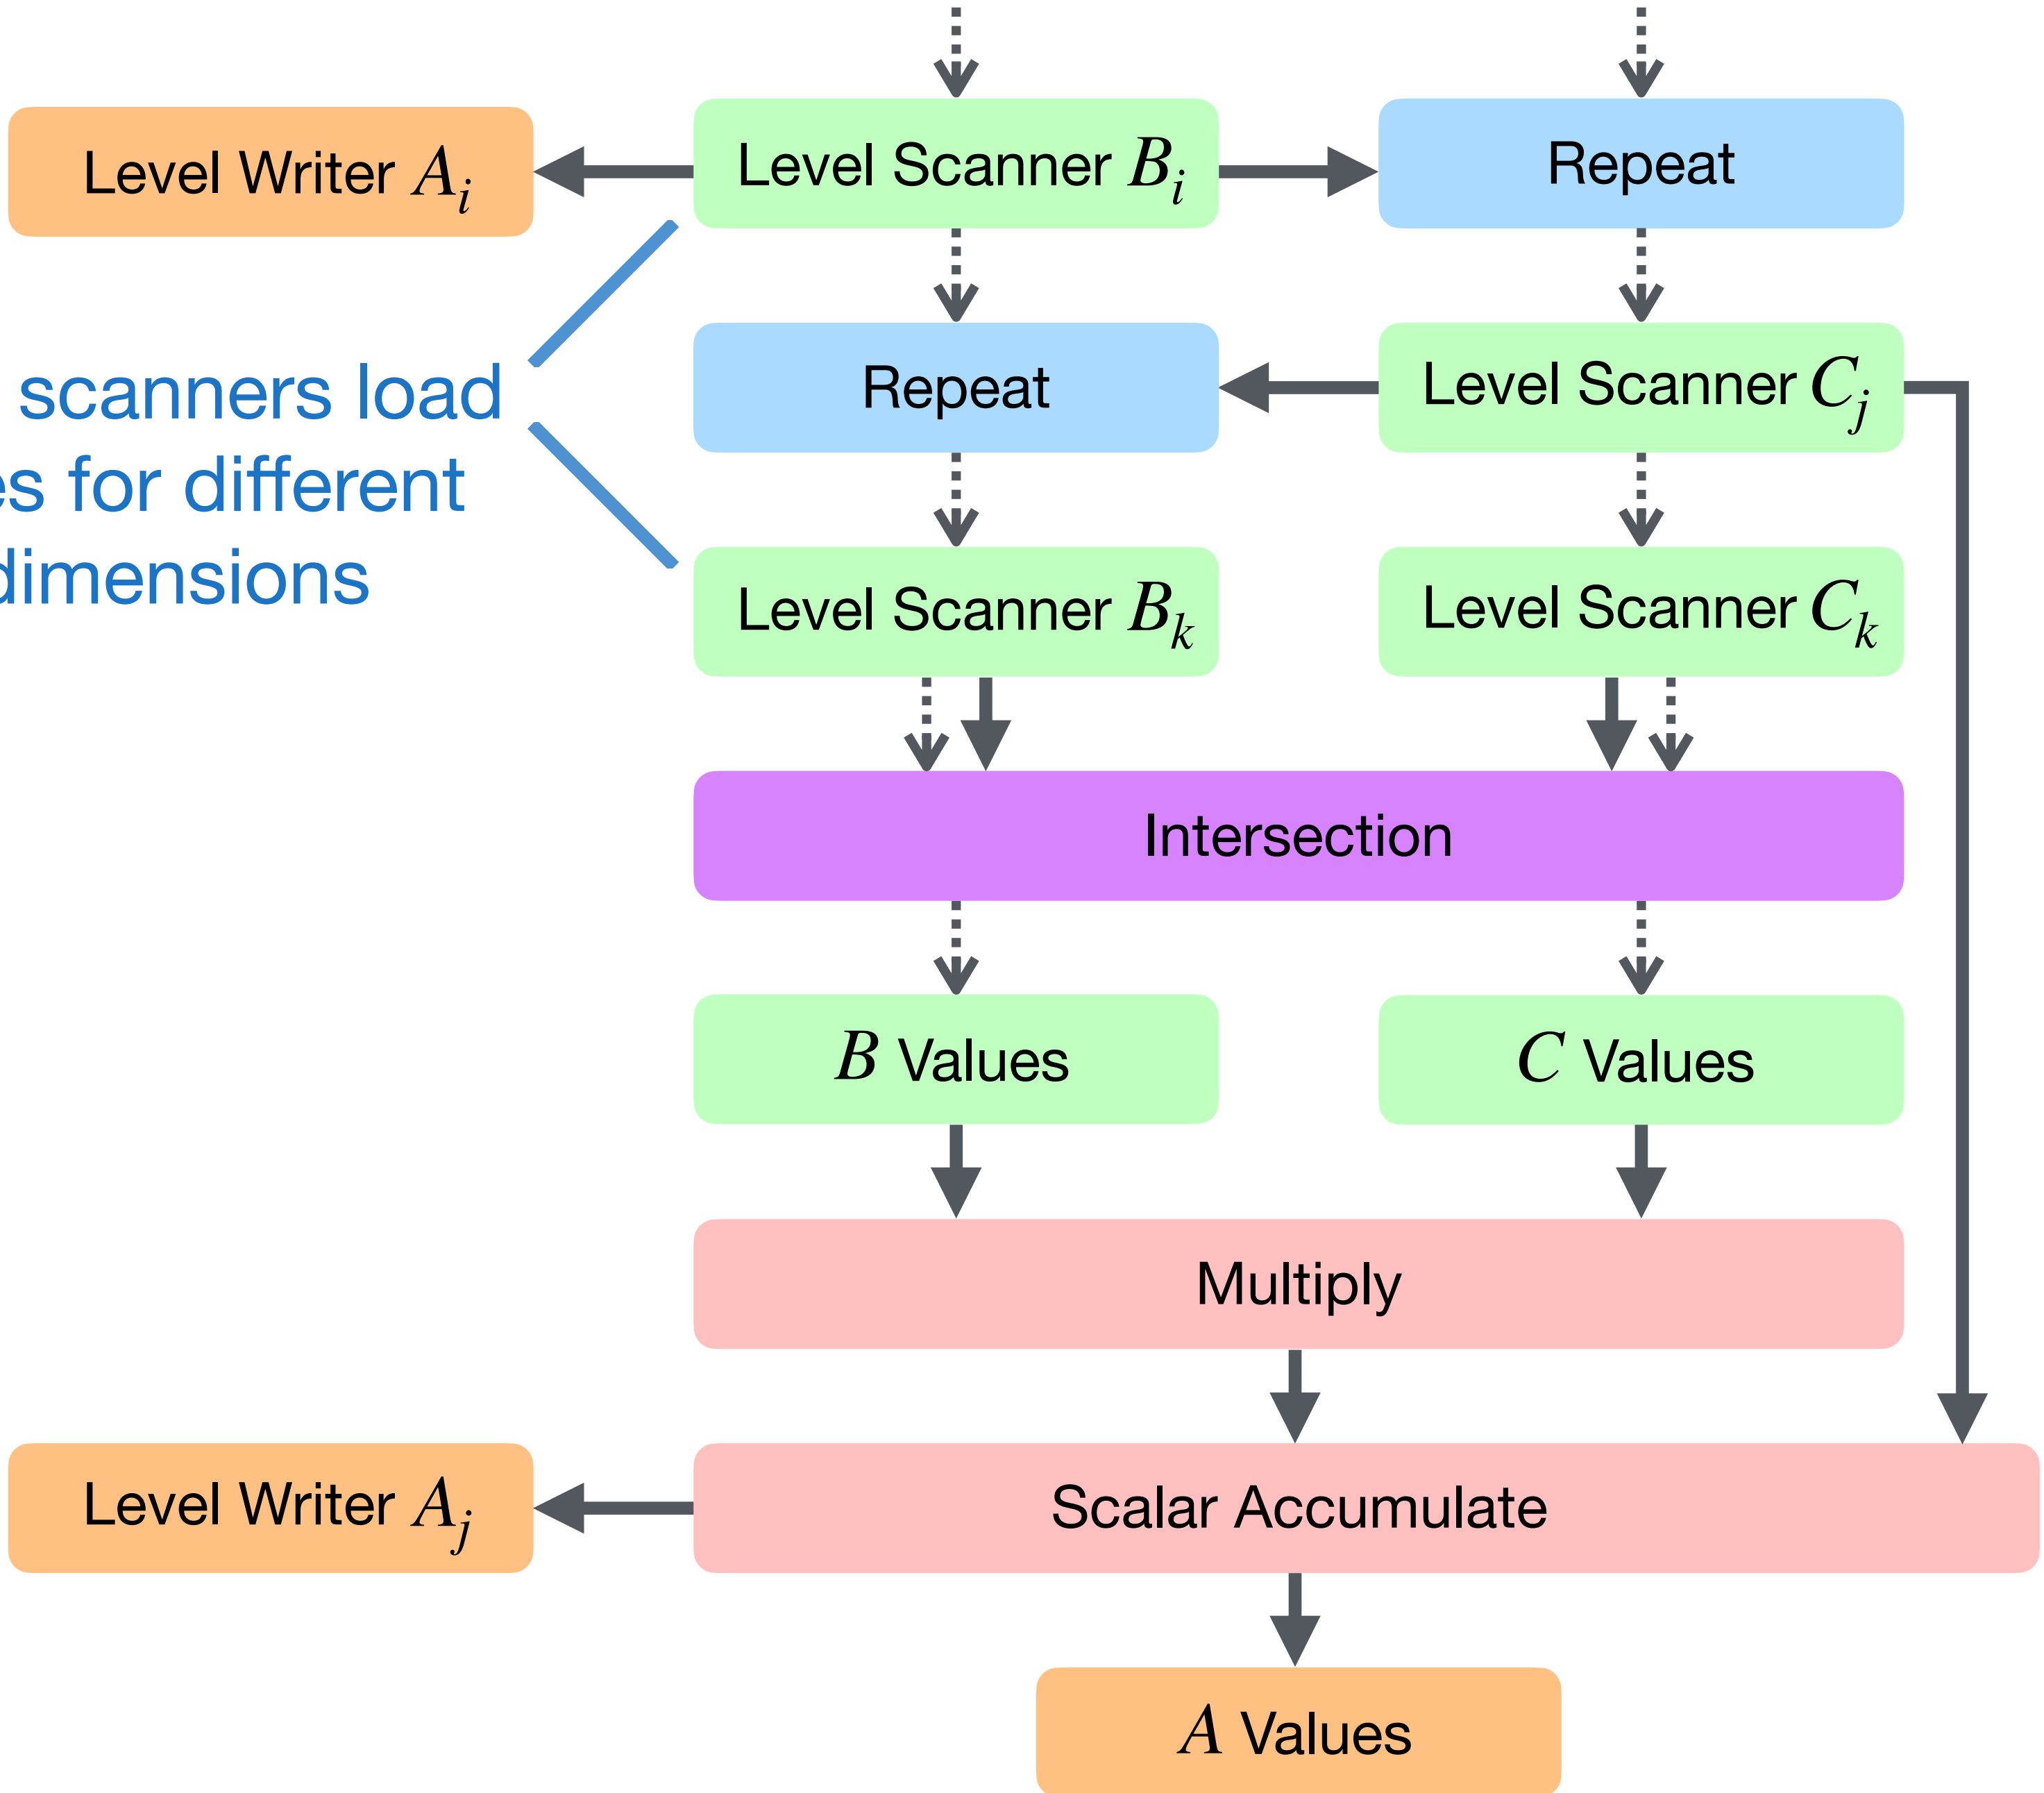 Level Writer A_i
Level Scanner B_i
Repeat
scanners load
for different
dimensions
Repeat
Level Scanner C_j
Level Scanner B_k
Level Scanner C_k
Intersection
B Values
C Values
Multiply
Level Writer A_j
Scalar Accumulate
A Values